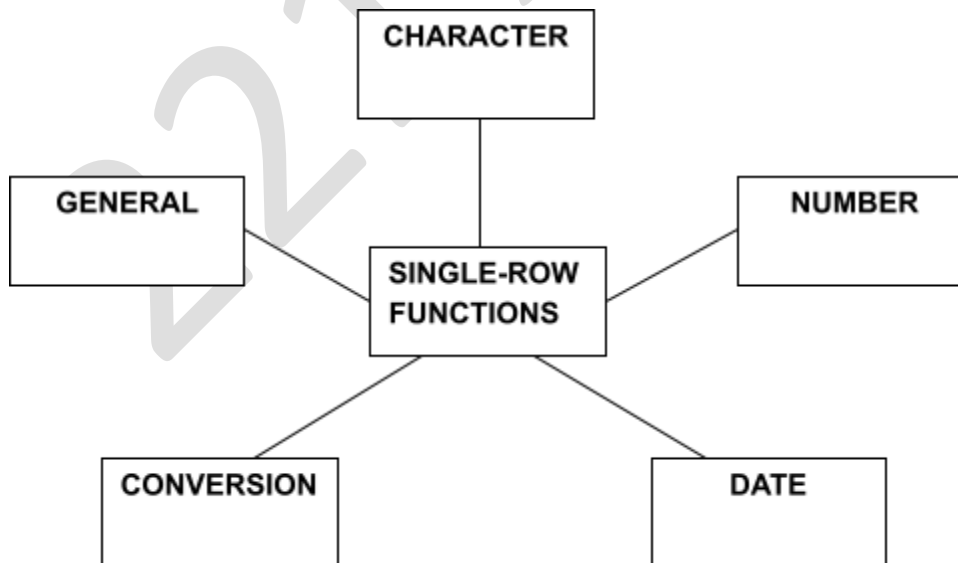 CHARACTER
GENERAL
NUMBER
SINGLE-ROW
FUNCTIONS
CONVERSION
DATE